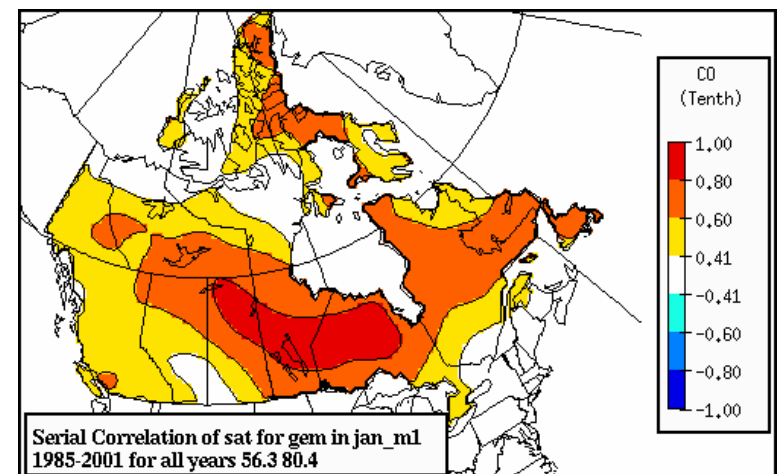 CO
(Tenth)
1.00
0.80
0.60
0.41
-0.41
-0.60
-0.80
-1.00
Serial Correlation of sat for gem in jan_m1
1985-2001 for all years 56.3 80.4